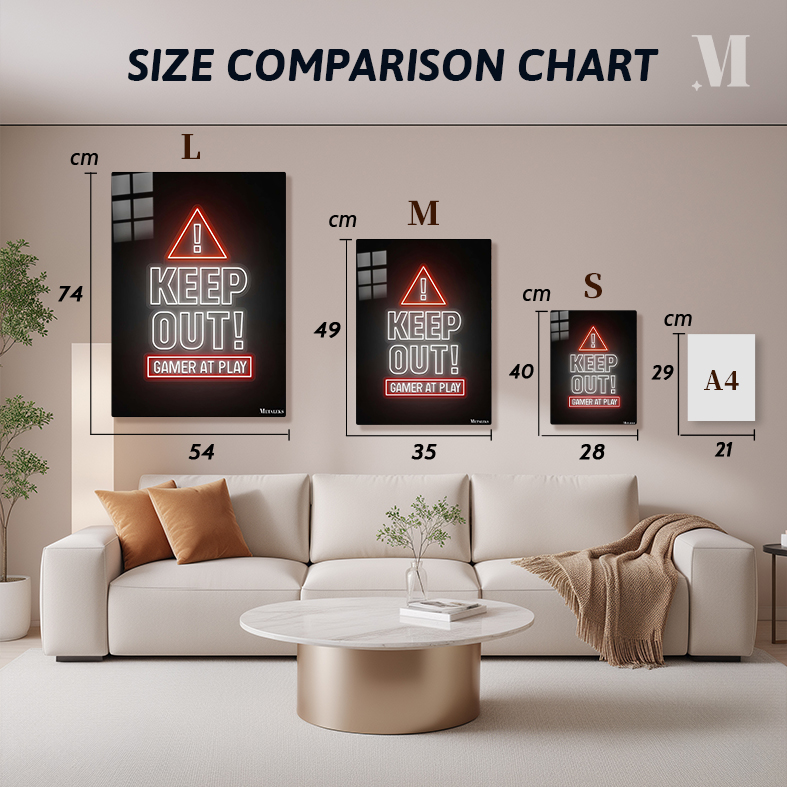 SIZE COMPARISON CHART
M
cm
L
74
54
!
KEEP
OUT!
GAMER AT PLAY
METALUKS
cm
M
49
35
!
KEEP
OUT!
GAMER AT PLAY
cm
S
40
28
!
KEEP
OUT!
GAMER AT PLAY
cm
29
21
A4